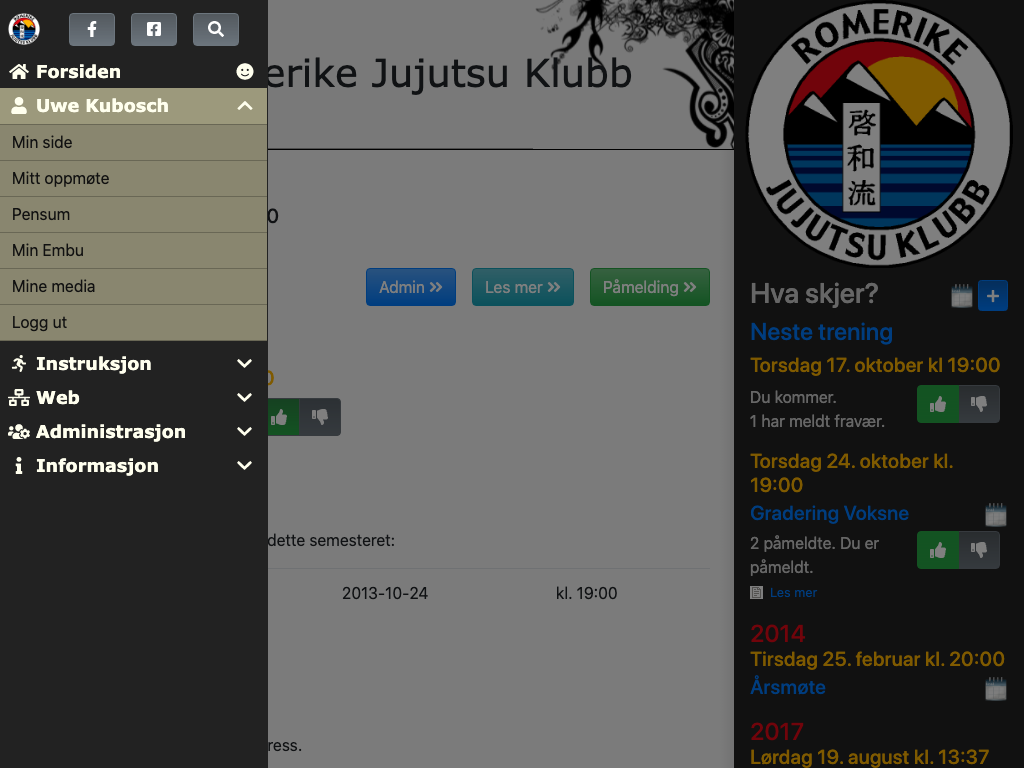 Forsiden
Uwe Kubosch
Min side
Mitt oppmøte
Pensum
Min Embu
Mine media
Logg ut
Instruksjon
Web
Administrasjon
Informasjon
erike Jujutsu Klubb
0
Admin
Les mer
Påmelding
0
dette semesteret:
2013-10-24 kl. 19:00
ress.
ROMERIKE
啓和流
JUJUTSU KLUBB
Hva skjer?
Neste trening
Torsdag 17. oktober kl 19:00
Du kommer.
1 har meldt fravær.
Torsdag 24. oktober kl.
19:00
Gradering Voksne
2 påmeldte. Du er
påmeldt.
Les mer
2014
Tirsdag 25. februar kl. 20:00
Årsmøte
2017
Lørdag 19. august kl. 13:37